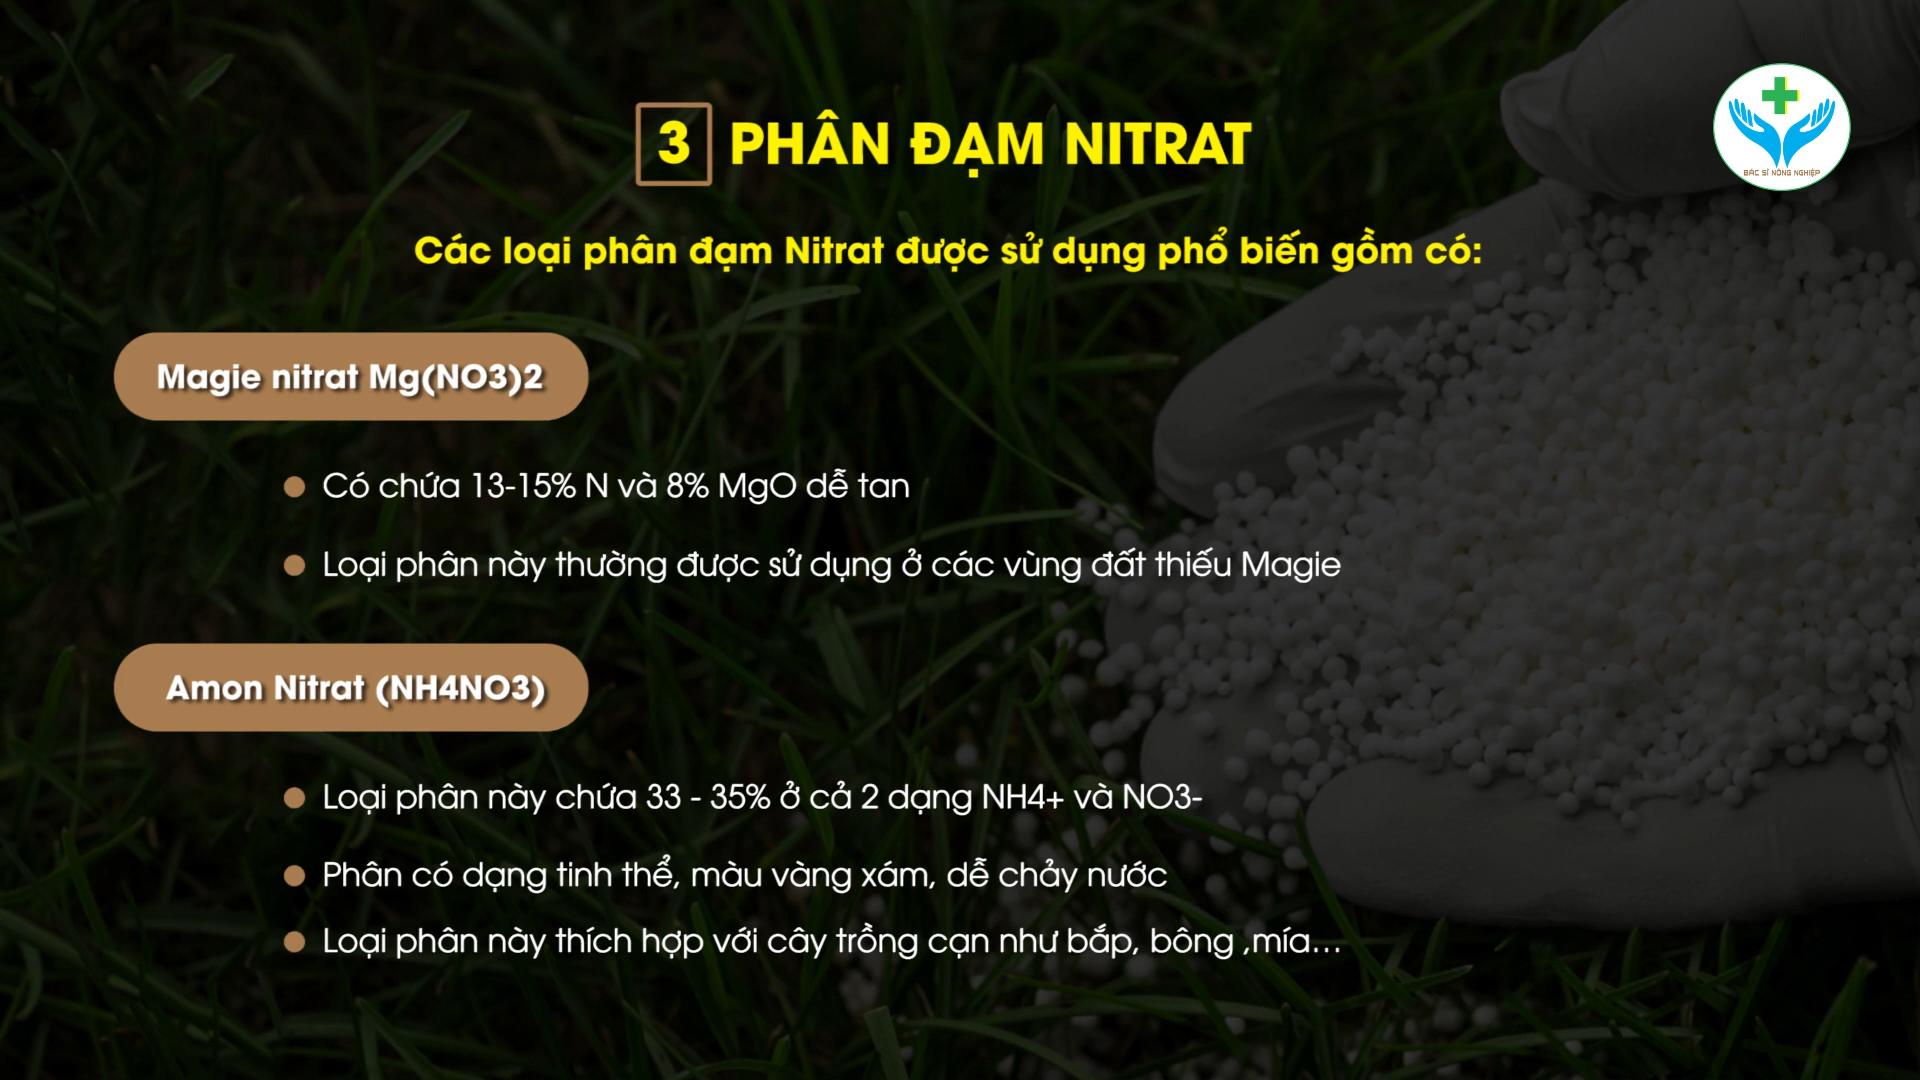 3 PHÂN ĐẠM NITRAT
BÁC SĨ NÔNG NGHIỆP
Các loại phân đạm Nitrat được sử dụng phổ biến gồm có:
Magie nitrat Mg(NO3)2
Có chứa 13-15% N và 8% MgO dễ tan
Loại phân này thường được sử dụng ở các vùng đất thiếu Magie
Amon Nitrat (NH4NO3)
Loại phân này chứa 33 - 35% ở cả 2 dạng NH4+ và NO3-
Phân có dạng tinh thể, màu vàng xám, dễ chảy nước
Loại phân này thích hợp với cây trồng cạn như bắp, bông ,mía...